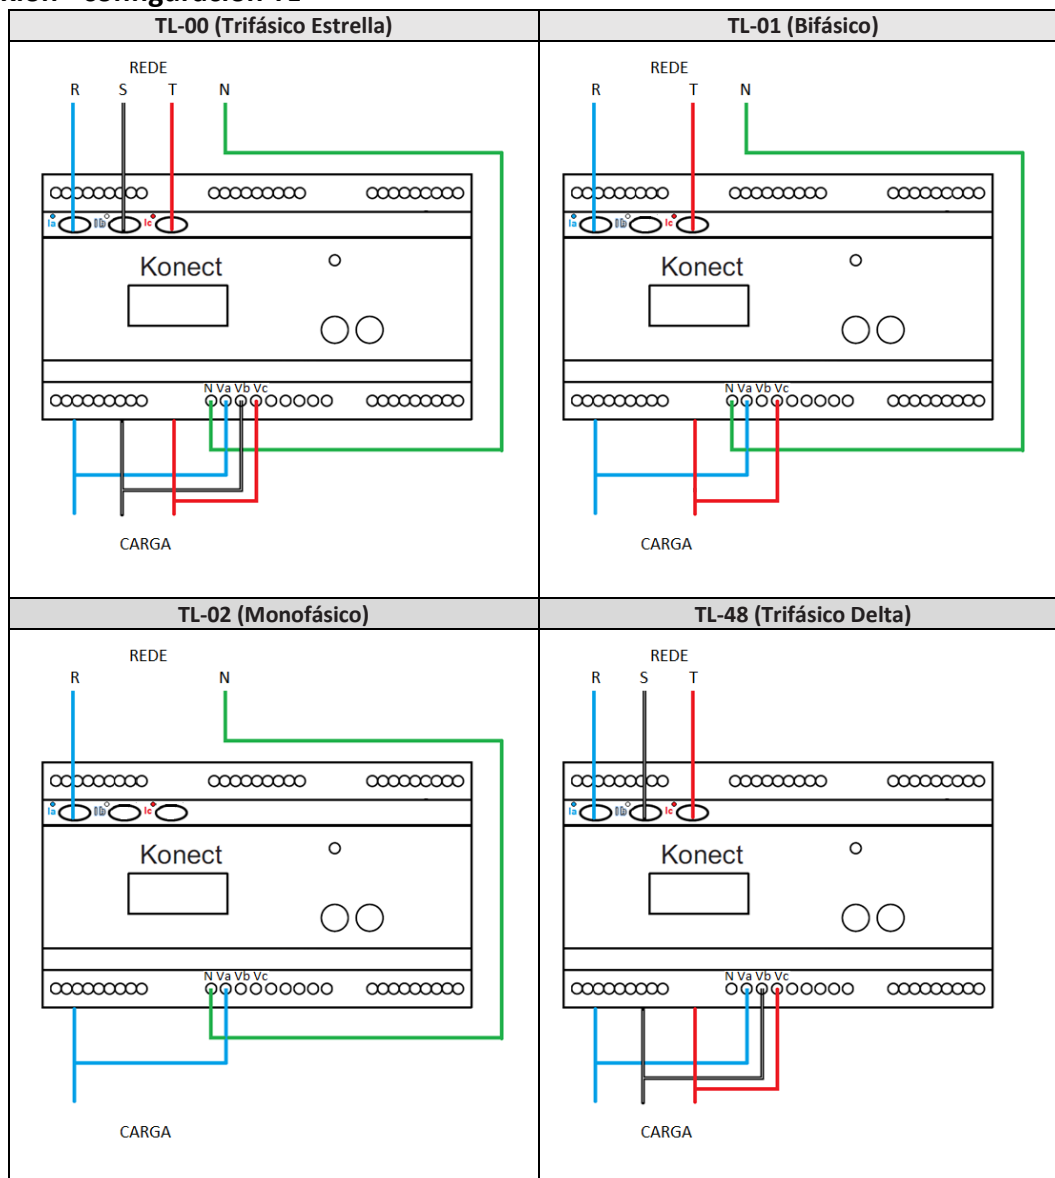 TL-00 (Trifásico Estrella)
TL-01 (Bifásico)
REDE
R S T N
Ia Ib Ic
Konect
N Va Vb Vc
CARGA
REDE
R T N
Ia Ib Ic
Konect
N Va Vb Vc
CARGA
TL-02 (Monofásico)
TL-48 (Trifásico Delta)
REDE
R N
Ia Ib Ic
Konect
N Va Vb Vc
CARGA
REDE
R S T
Ia Ib Ic
Konect
N Va Vb Vc
CARGA